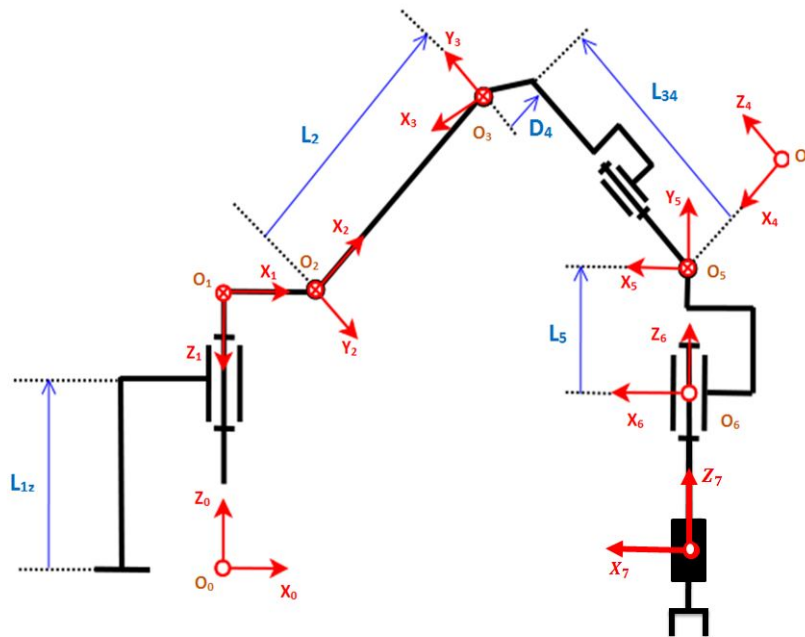 Y₃
L₂
X₃
O₃
D₄
L₃₄
Z₄
O
X₄
Y₅
X₂
O₂
O₁
X₁
Y₂
Z₁
X₅
O₅
L₅
Z₆
X₆
O₆
L₁z
Z₀
O₀
X₀
Z₇
X₇